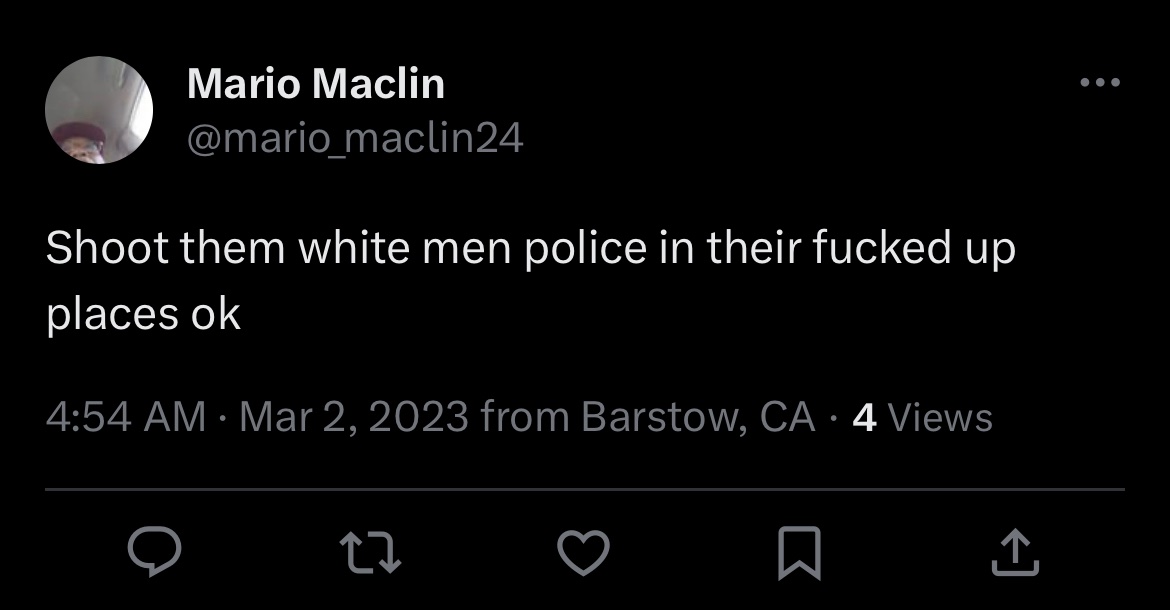 Mario Maclin
@mario_maclin24
Shoot them white men police in their fucked up
places ok
4:54 AM · Mar 2, 2023 from Barstow, CA · 4 Views